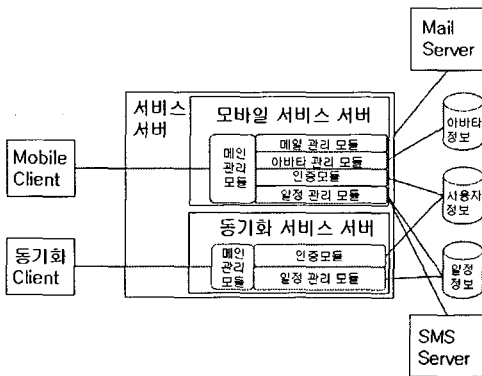 Mail
Server
서비스
서버
모바일 서비스 서버
메인
관리
모듈
메일 관리 모듈
아바타 관리 모듈
인증모듈
일정 관리 모듈
아바타
정보
Mobile
Client
사용자
정보
동기화 서비스 서버
메인
관리
모듈
인증모듈
일정 관리 모듈
동기화
Client
일정
정보
SMS
Server